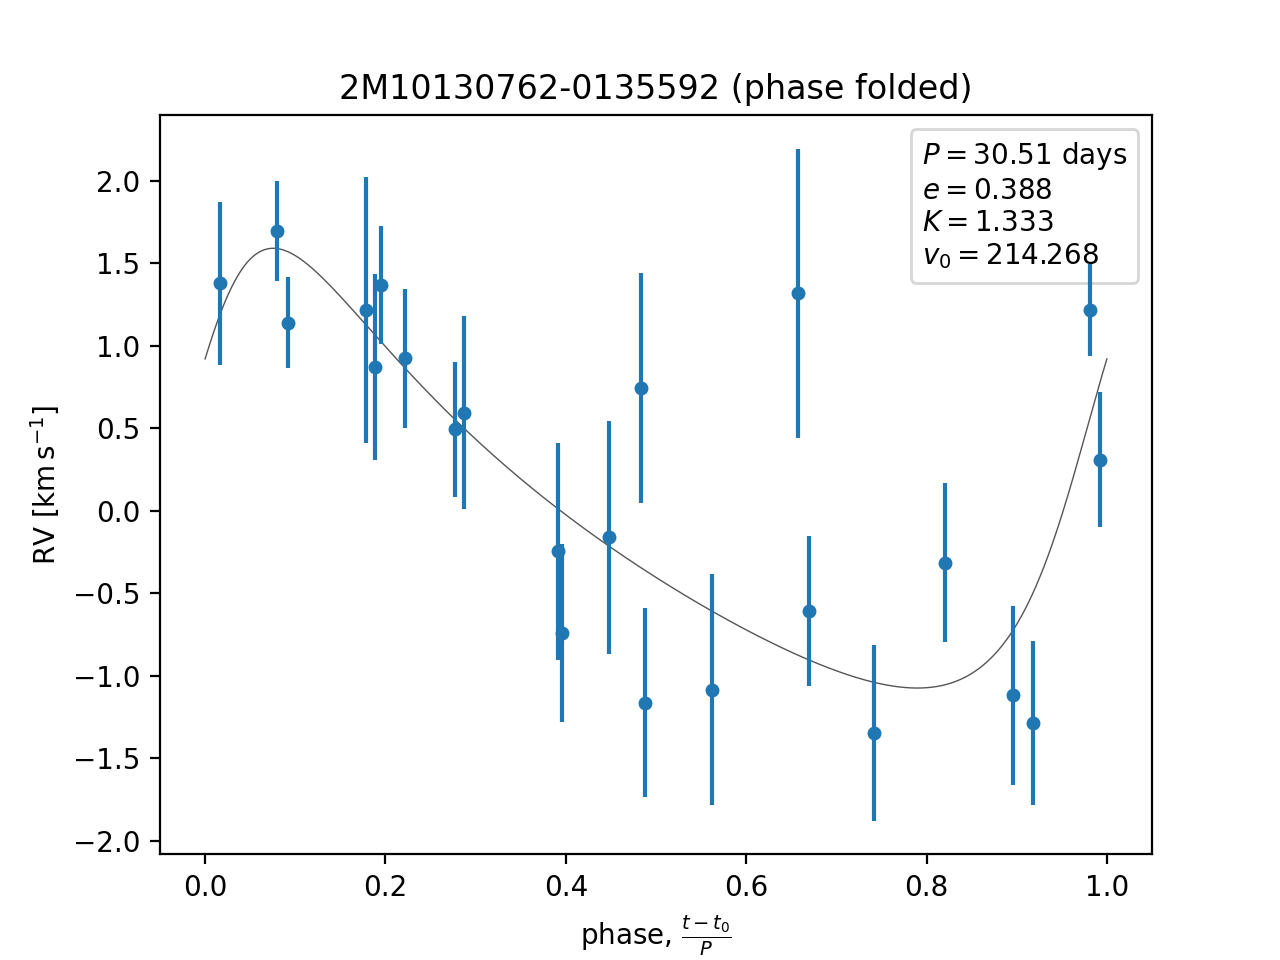 2M10130762-0135592 (phase folded)
P = 30.51 days
e = 0.388
K = 1.333
v₀ = 214.268
RV [km s⁻¹]
2.0
1.5
1.0
0.5
0.0
−0.5
−1.0
−1.5
−2.0
0.0 0.2 0.4 0.6 0.8 1.0
phase, (t − t₀)/P